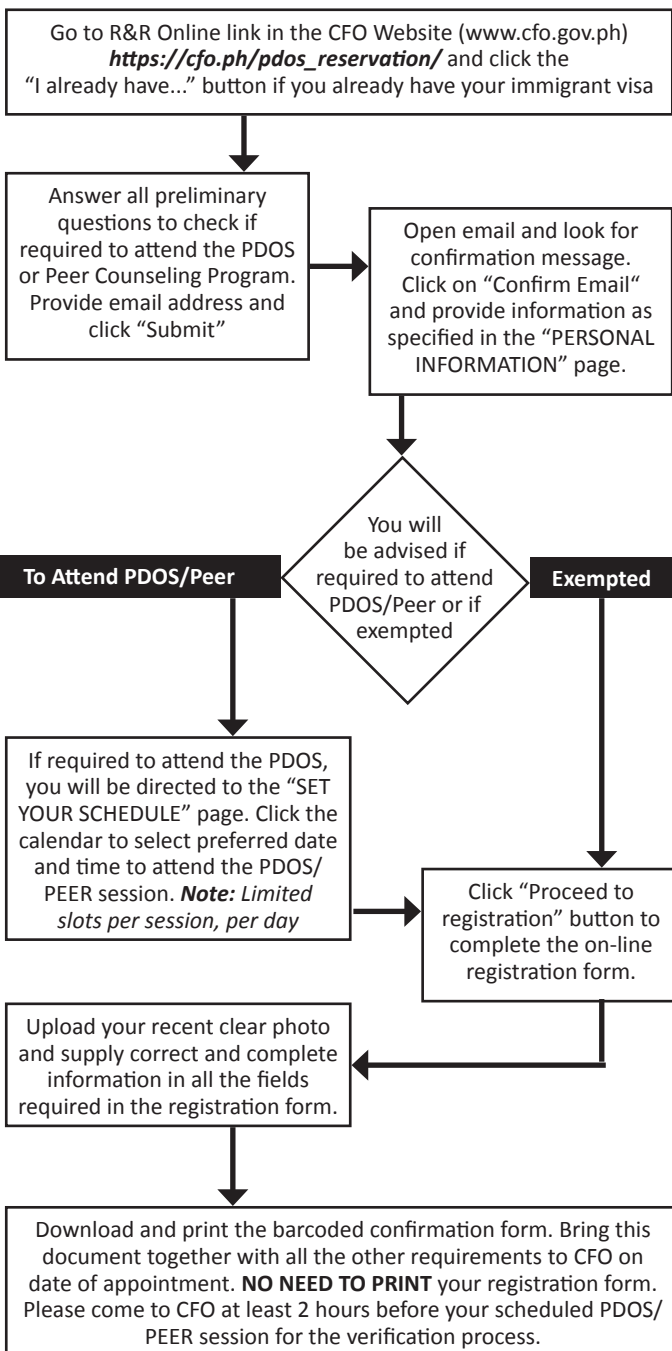 Go to R&R Online link in the CFO Website (www.cfo.gov.ph)
https://cfo.ph/pdos_reservation/ and click the
“I already have...” button if you already have your immigrant visa
Answer all preliminary
questions to check if
required to attend the PDOS
or Peer Counseling Program.
Provide email address and
click “Submit”
Open email and look for
confirmation message.
Click on “Confirm Email“
and provide information as
specified in the “PERSONAL
INFORMATION” page.
You will
be advised if
required to attend
PDOS/Peer or if
exempted
To Attend PDOS/Peer
Exempted
If required to attend the PDOS,
you will be directed to the “SET
YOUR SCHEDULE” page. Click the
calendar to select preferred date
and time to attend the PDOS/
PEER session. Note: Limited
slots per session, per day
Click “Proceed to
registration” button to
complete the on-line
registration form.
Upload your recent clear photo
and supply correct and complete
information in all the fields
required in the registration form.
Download and print the barcoded confirmation form. Bring this
document together with all the other requirements to CFO on
date of appointment. NO NEED TO PRINT your registration form.
Please come to CFO at least 2 hours before your scheduled PDOS/
PEER session for the verification process.